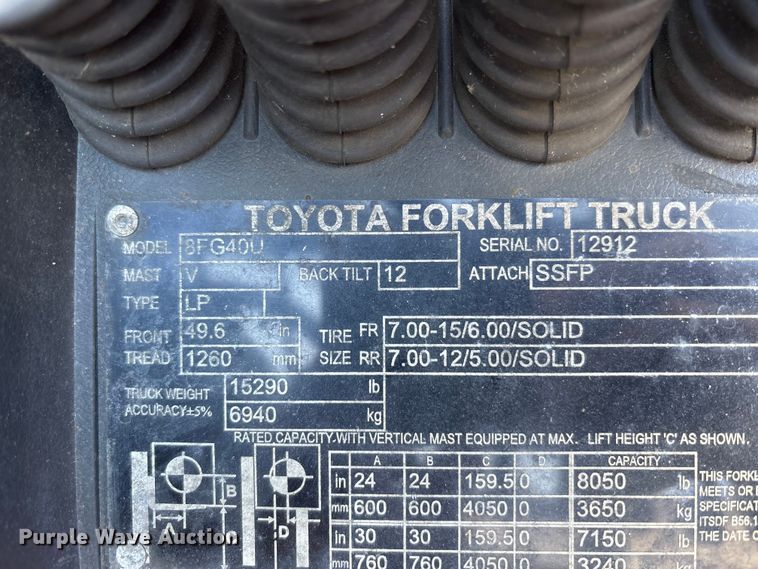 TOYOTA FORKLIFT TRUCK
MODEL 8FG40U SERIAL NO. 12912
MAST V BACK TILT 12 ATTACH SSFP
TYPE LP
FRONT 49.6 in TIRE FR 7.00-15/6.00/SOLID
TREAD 1260 mm SIZE RR 7.00-12/5.00/SOLID
TRUCK WEIGHT 15290 lb
ACCURACY±5% 6940 kg
RATED CAPACITY WITH VERTICAL MAST EQUIPPED AT MAX. LIFT HEIGHT 'C' AS SHOWN.
A B C D CAPACITY
in 24 24 159.5 0 8050 lb
mm 600 600 4050 0 3650 kg
in 30 30 159.5 0 7150 lb
mm 760 760 4050 0 3240 kg
B
A
D
THIS FORK
MEETS OR
SPECIFICAT
ITSDF B56.1
THE DATE O
Purple Wave Auction